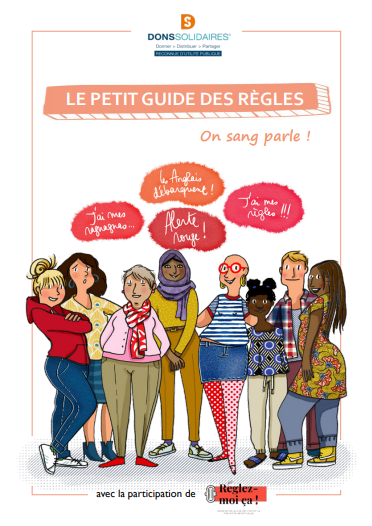 DONSSOLIDAIRES®
Donner • Distribuer • Partager
RECONNUE D'UTILITÉ PUBLIQUE
LE PETIT GUIDE DES RÈGLES
On sang parle !
Les Anglais
débarquent !
J'ai mes
ragnagnas...
J'ai mes
règles !!!
Alerte
rouge !
avec la participation de
Réglez-
moi ça !